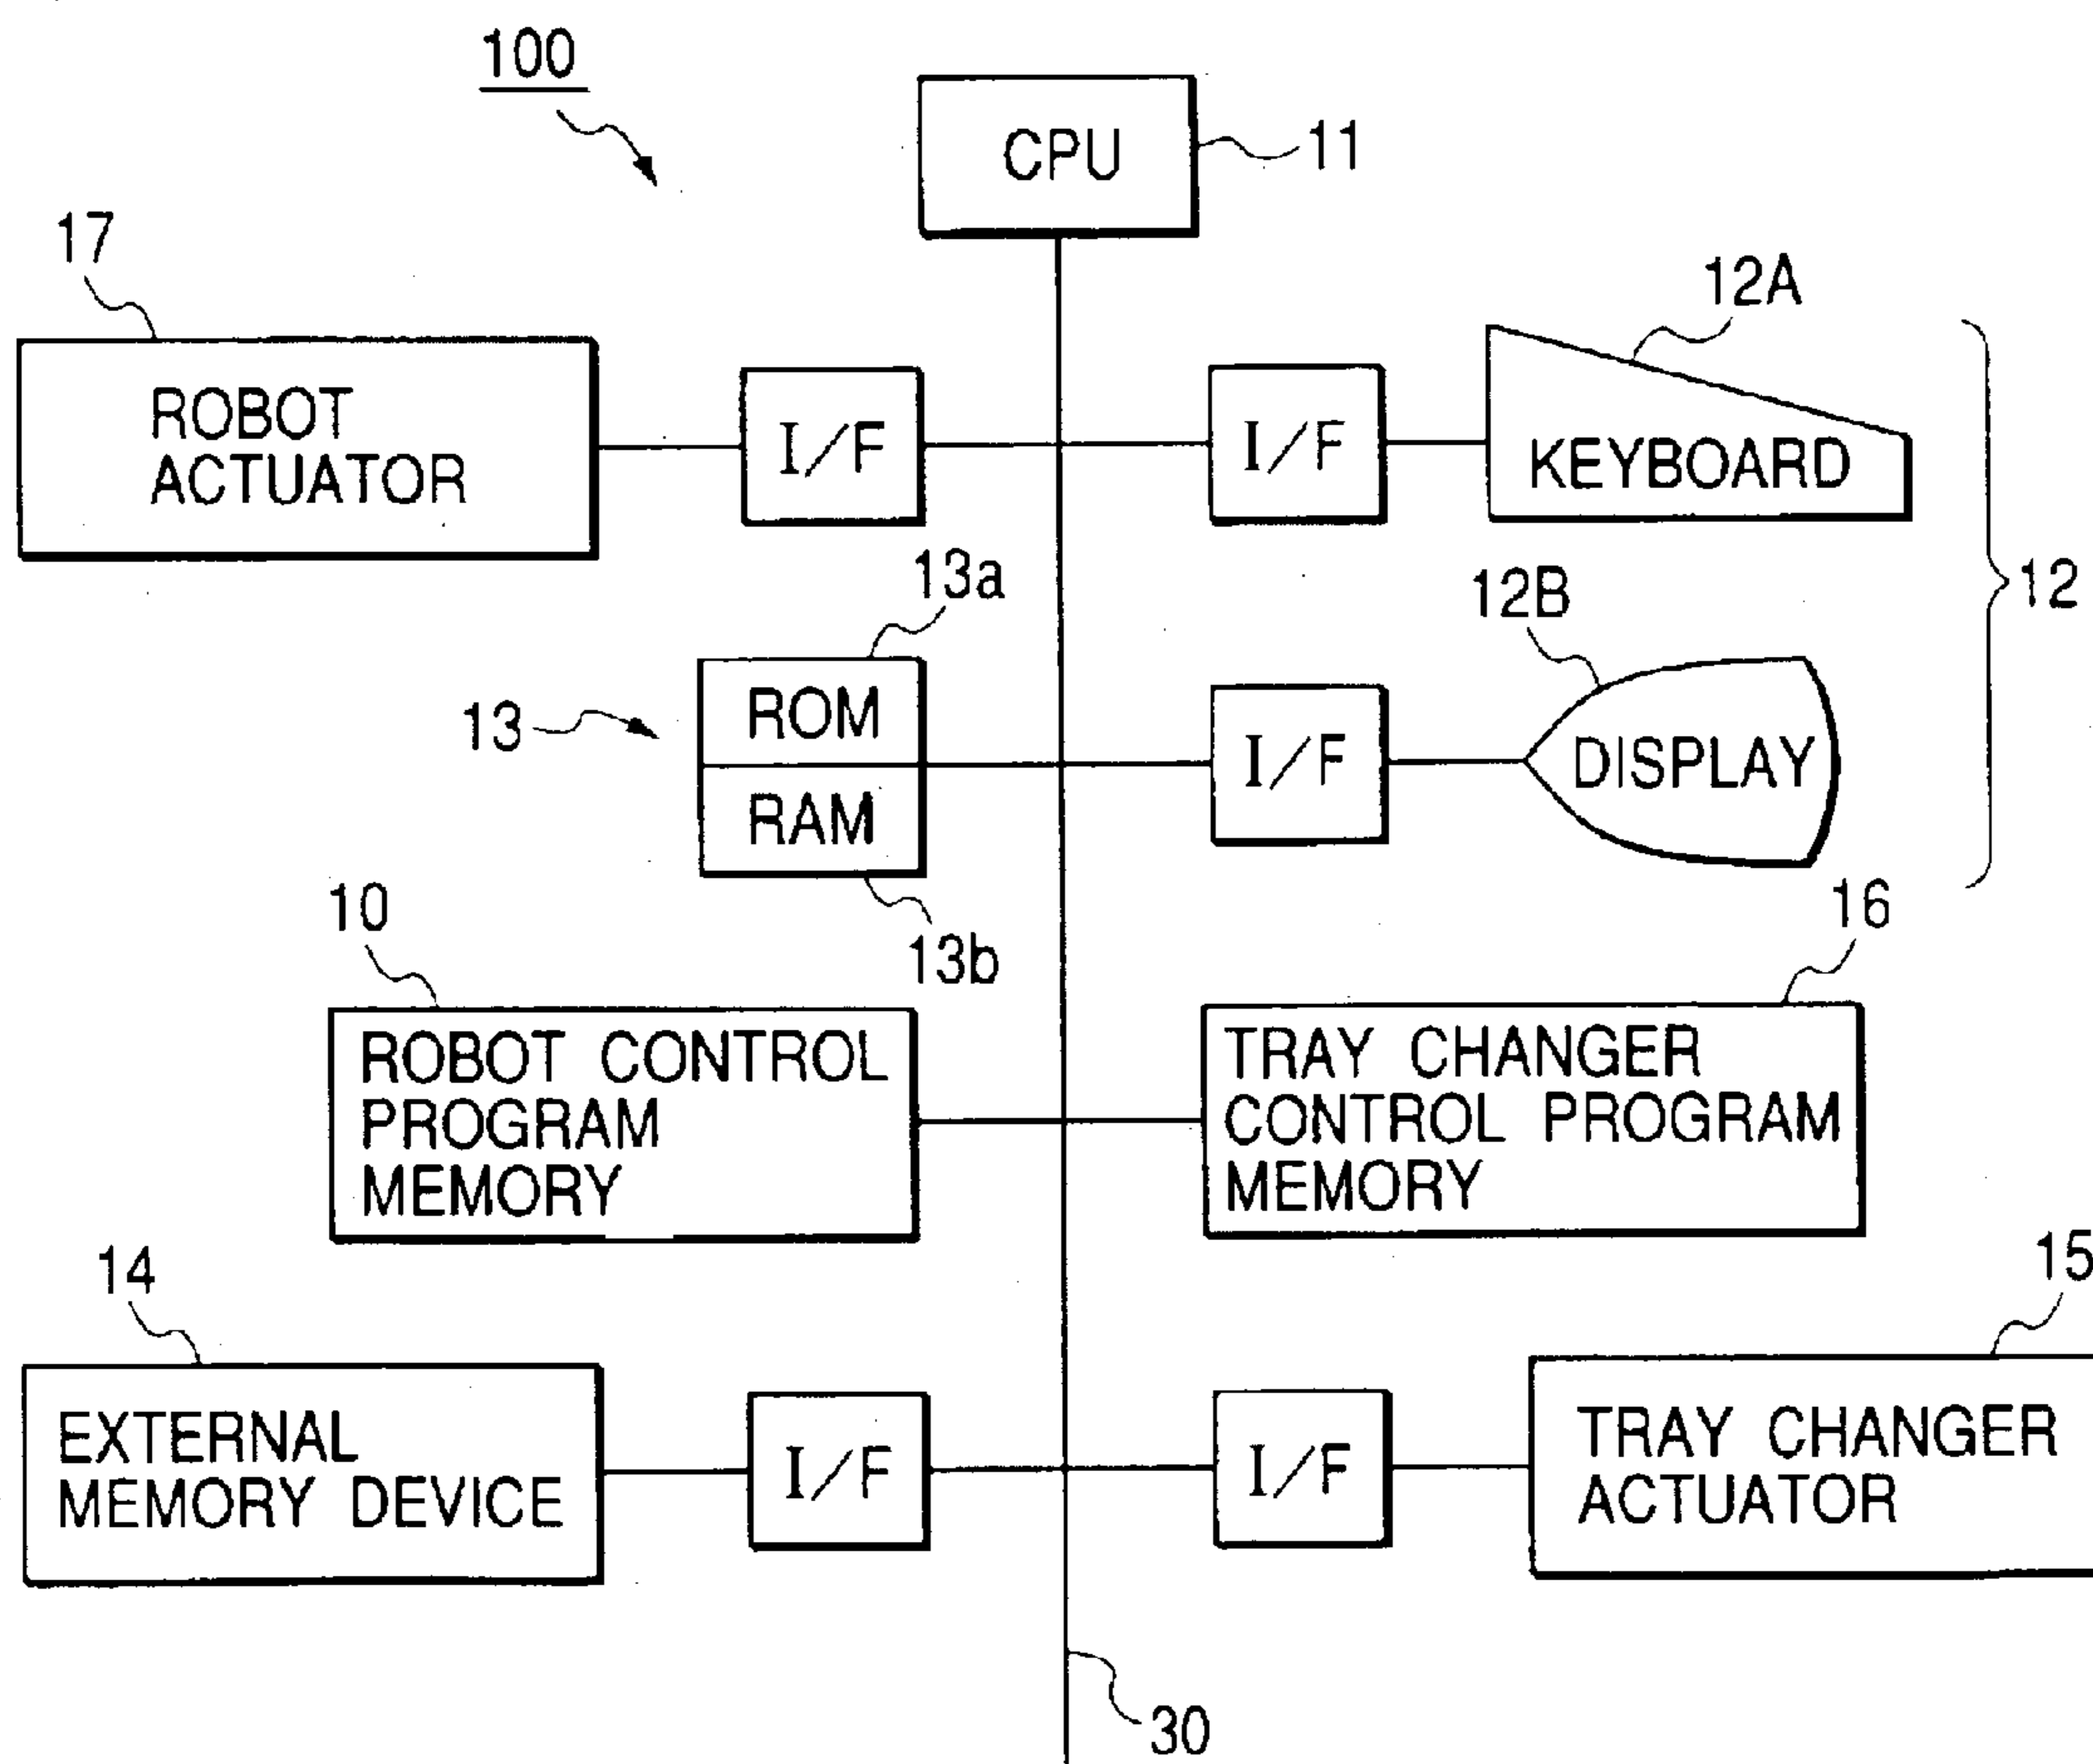 100
CPU
11
17
12A
ROBOT
ACTUATOR
I/F
I/F
KEYBOARD
12
13a
12B
13
ROM
RAM
I/F
DISPLAY
13b
10
16
ROBOT CONTROL
PROGRAM
MEMORY
TRAY CHANGER
CONTROL PROGRAM
MEMORY
14
15
EXTERNAL
MEMORY DEVICE
I/F
I/F
TRAY CHANGER
ACTUATOR
30